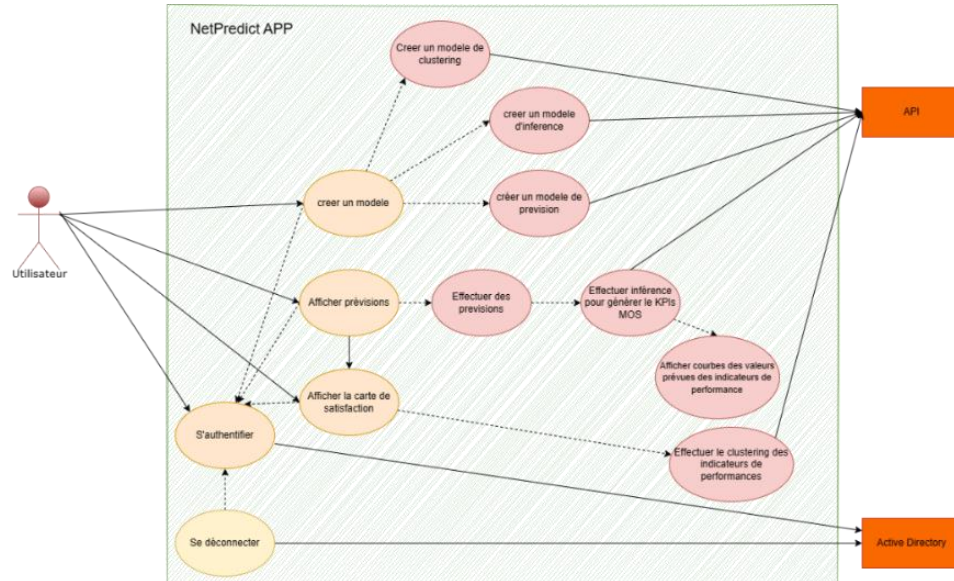 NetPredict APP
Creer un modele de
clustering
API
creer un modele
d'inference
creer un modele
créer un modele de
prevision
Utilisateur
Afficher prévisions
Effectuer des
previsions
Effectuer inférence
pour générer le KPIs
MOS
Afficher courbes des valeurs
prévues des indicateurs de
performance
Afficher la carte de
satisfaction
S'authentifier
Effectuer le clustering des
indicateurs de
performances
Se déconnecter
Active Directory